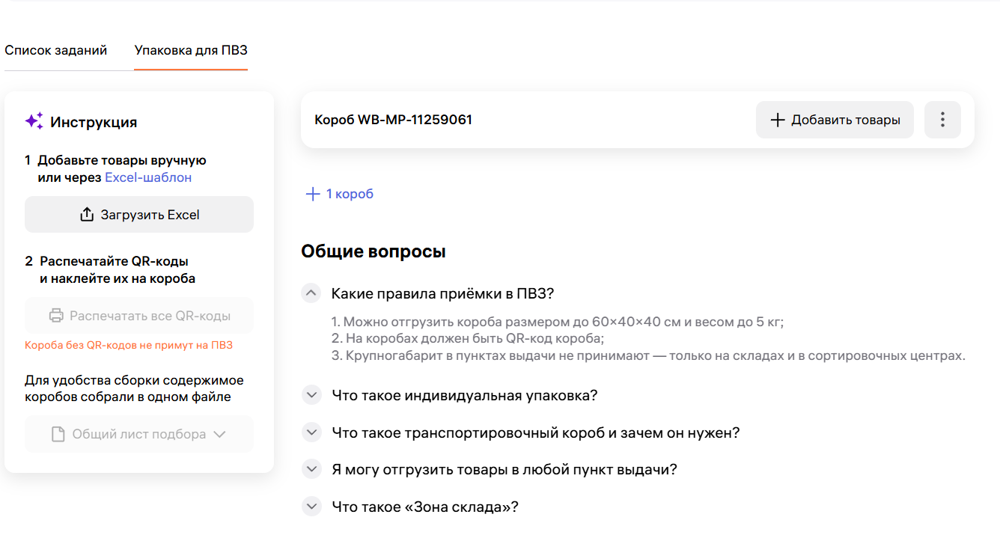 Список заданий
Упаковка для ПВЗ
Инструкция
1 Добавьте товары вручную
или через Excel-шаблон
Загрузить Excel
2 Распечатайте QR-коды
и наклейте их на короба
Распечатать все QR-коды
Короба без QR-кодов не примут на ПВЗ
Для удобства сборки содержимое
коробов собрали в одном файле
Общий лист подбора
Короб WB-MP-11259061
+ Добавить товары
+ 1 короб
Общие вопросы
Какие правила приёмки в ПВЗ?
1. Можно отгрузить короба размером до 60×40×40 см и весом до 5 кг;
2. На коробах должен быть QR-код короба;
3. Крупногабарит в пунктах выдачи не принимают — только на складах и в сортировочных центрах.
Что такое индивидуальная упаковка?
Что такое транспортировочный короб и зачем он нужен?
Я могу отгрузить товары в любой пункт выдачи?
Что такое «Зона склада»?